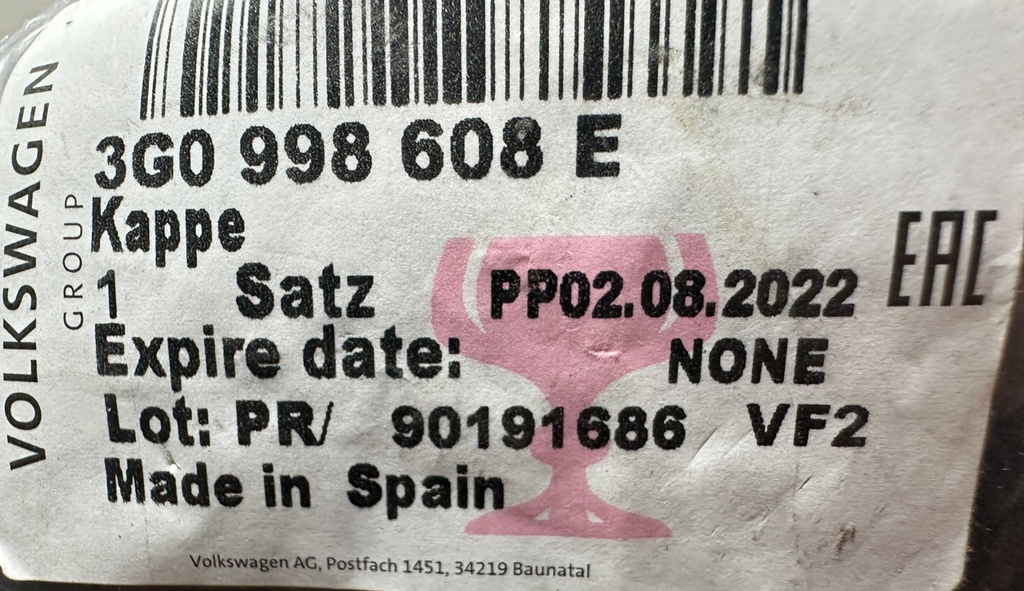 VOLKSWAGEN
GROUP
3G0 998 608 E
Kappe
1 Satz PP02.08.2022
EAC
Expire date: NONE
Lot: PR/ 90191686 VF2
Made in Spain
Volkswagen AG, Postfach 1451, 34219 Baunatal